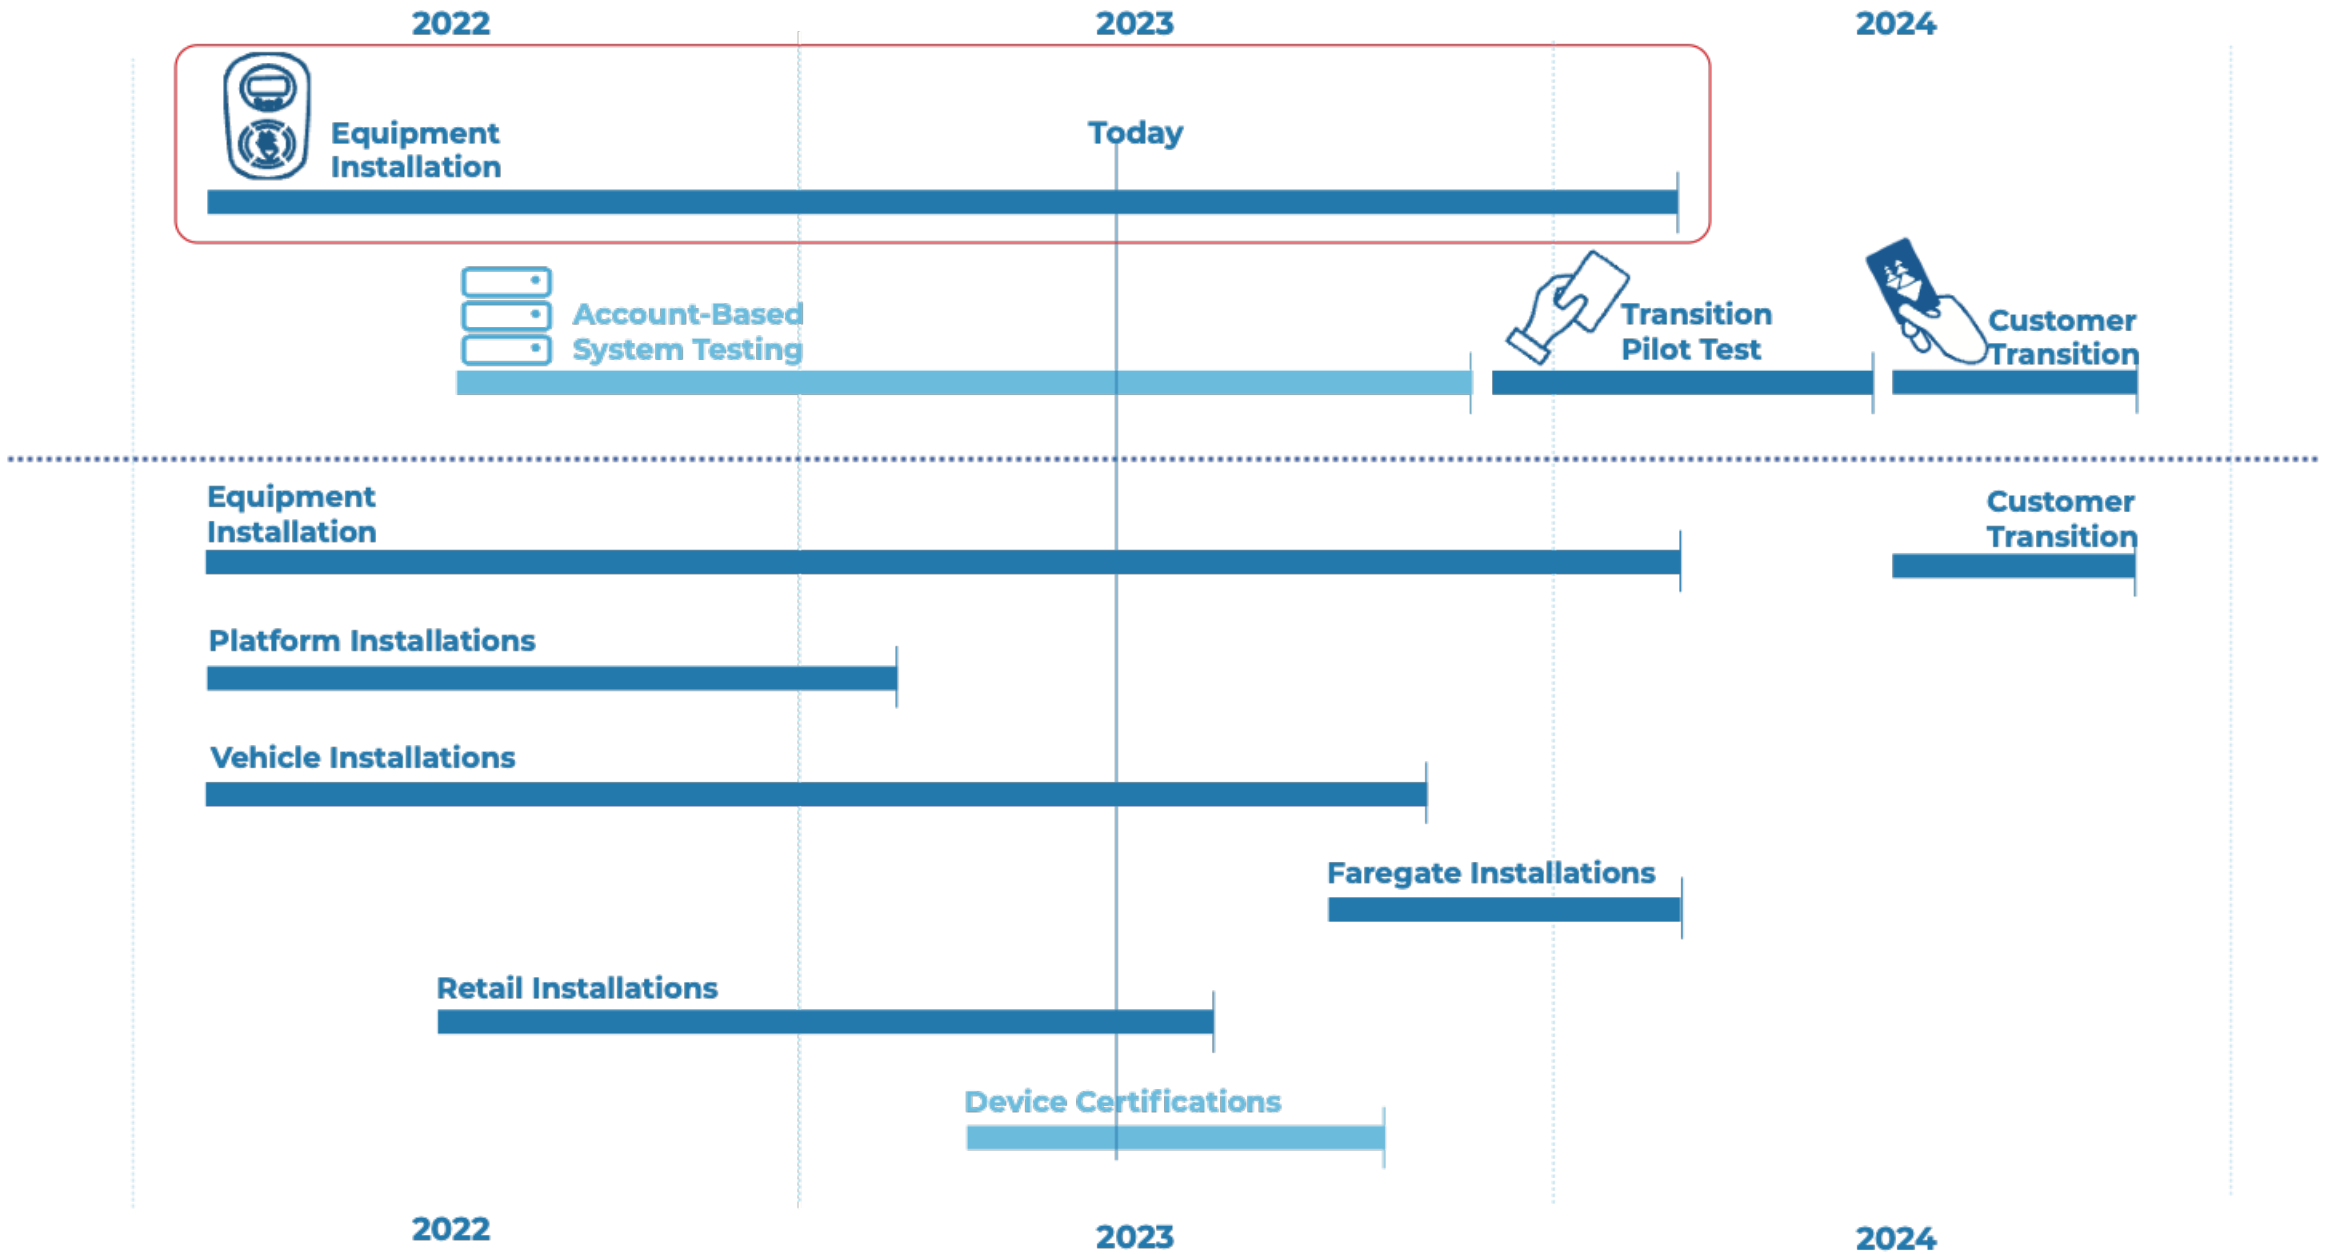 2022
2023
2024
Equipment
Installation
Today
Account-Based
System Testing
Transition
Pilot Test
Customer
Transition
Equipment
Installation
Customer
Transition
Platform Installations
Vehicle Installations
Faregate Installations
Retail Installations
Device Certifications
2022
2023
2024